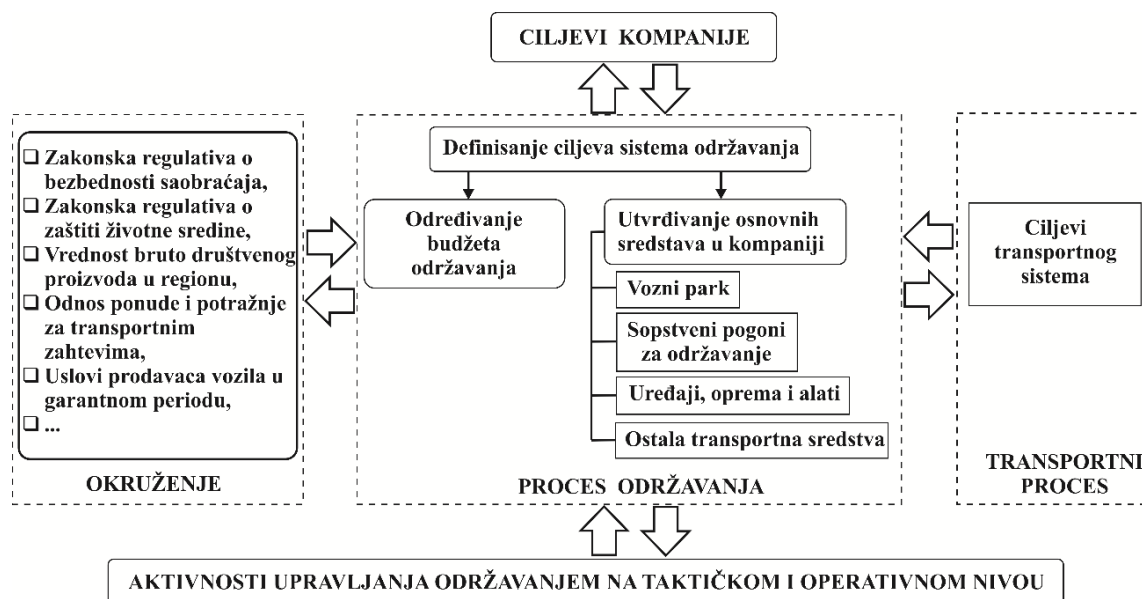 CILJEVI KOMPANIJE
❑ Zakonska regulativa o
bezbednosti saobraćaja,
❑ Zakonska regulativa o
zaštiti životne sredine,
❑ Vrednost bruto društvenog
proizvoda u regionu,
❑ Odnos ponude i potražnje
za transportnim
zahtevima,
❑ Uslovi prodavaca vozila u
garantnom periodu,
❑ ...
OKRUŽENJE
Definisanje ciljeva sistema održavanja
Određivanje
budžeta
održavanja
Utvrđivanje osnovnih
sredstava u kompaniji
Vozni park
Sopstveni pogoni
za održavanje
Uređaji, oprema i alati
Ostala transportna sredstva
PROCES ODRŽAVANJA
Ciljevi
transportnog
sistema
TRANSPORTNI
PROCES
AKTIVNOSTI UPRAVLJANJA ODRŽAVANJEM NA TAKTIČKOM I OPERATIVNOM NIVOU